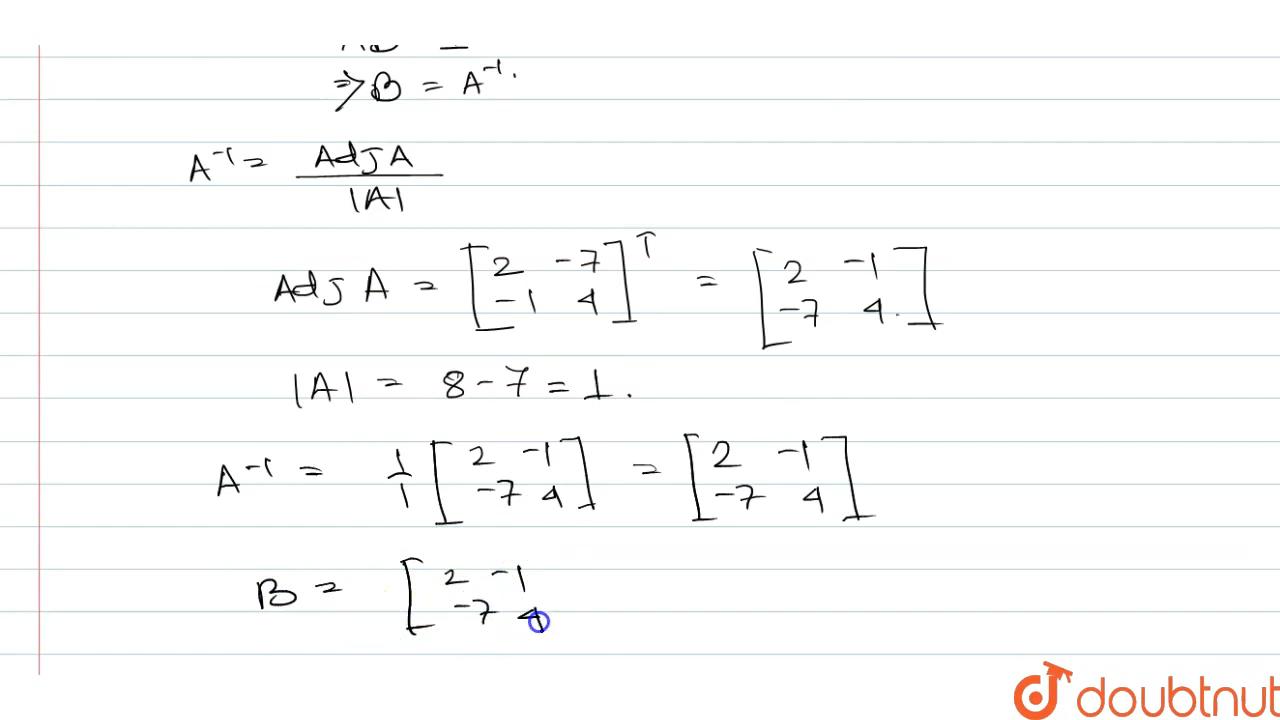 ⇒ B = A⁻¹.
A⁻¹ = Adj A / |A|
Adj A = [2 -7; -1 4]ᵀ = [2 -1; -7 4.]
|A| = 8 - 7 = 1.
A⁻¹ = 1/1 [2 -1; -7 4] = [2 -1; -7 4]
B = [2 -1; -7 4
doubtnut